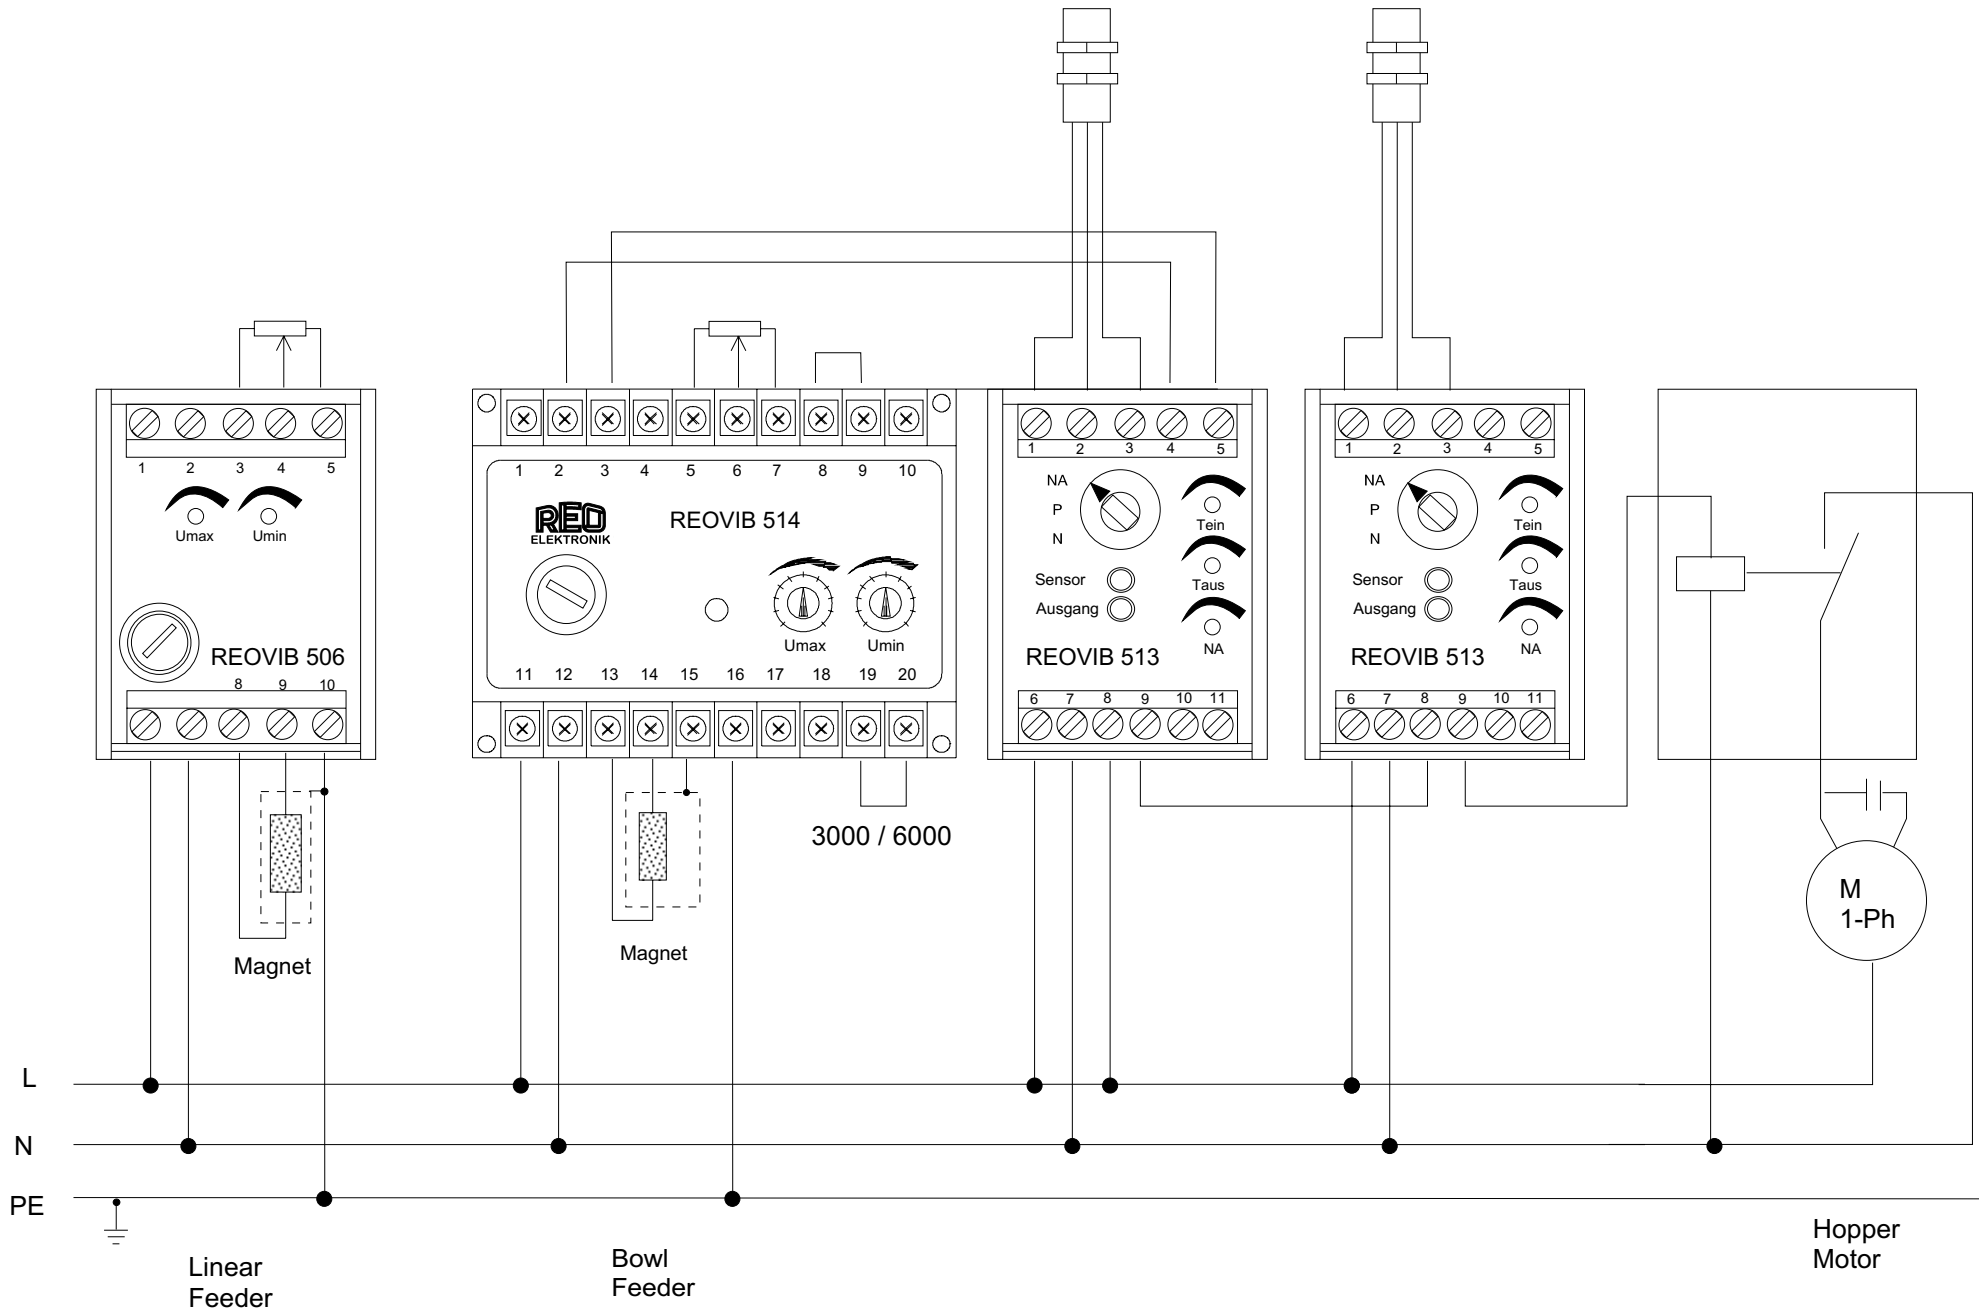 1 2 3 4 5
Umax Umin
REOVIB 506
8 9 10
Magnet
1 2 3 4 5 6 7 8 9 10
REO
ELEKTRONIK
REOVIB 514
Umax Umin
11 12 13 14 15 16 17 18 19 20
3000 / 6000
Magnet
1 2 3 4 5
NA
P
N
Tein
Sensor
Taus
Ausgang
NA
REOVIB 513
6 7 8 9 10 11
1 2 3 4 5
NA
P
N
Tein
Sensor
Taus
Ausgang
NA
REOVIB 513
6 7 8 9 10 11
M
1-Ph
L
N
PE
Linear
Feeder
Bowl
Feeder
Hopper
Motor